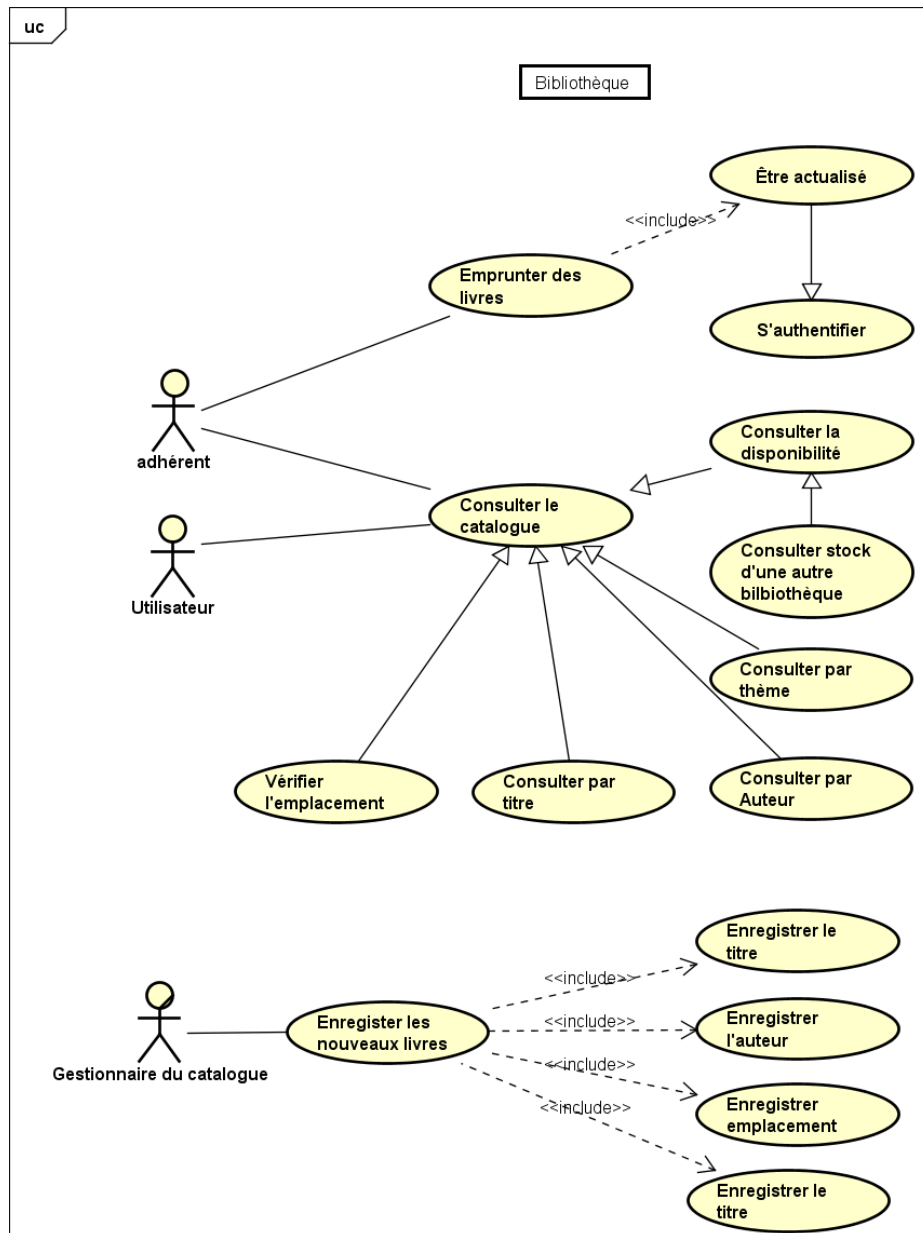 uc
Bibliothèque
Être actualisé
<<include>>
Emprunter des
livres
S'authentifier
adhérent
Consulter la
disponibilité
Consulter le
catalogue
Utilisateur
Consulter stock
d'une autre
bilbiothèque
Consulter par
thème
Vérifier
l'emplacement
Consulter par
titre
Consulter par
Auteur
Enregistrer le
titre
<<include>>
Enregister les
nouveaux livres
<<include>>
Enregistrer
l'auteur
Gestionnaire du catalogue
<<include>>
Enregistrer
emplacement
<<include>>
Enregistrer le
titre